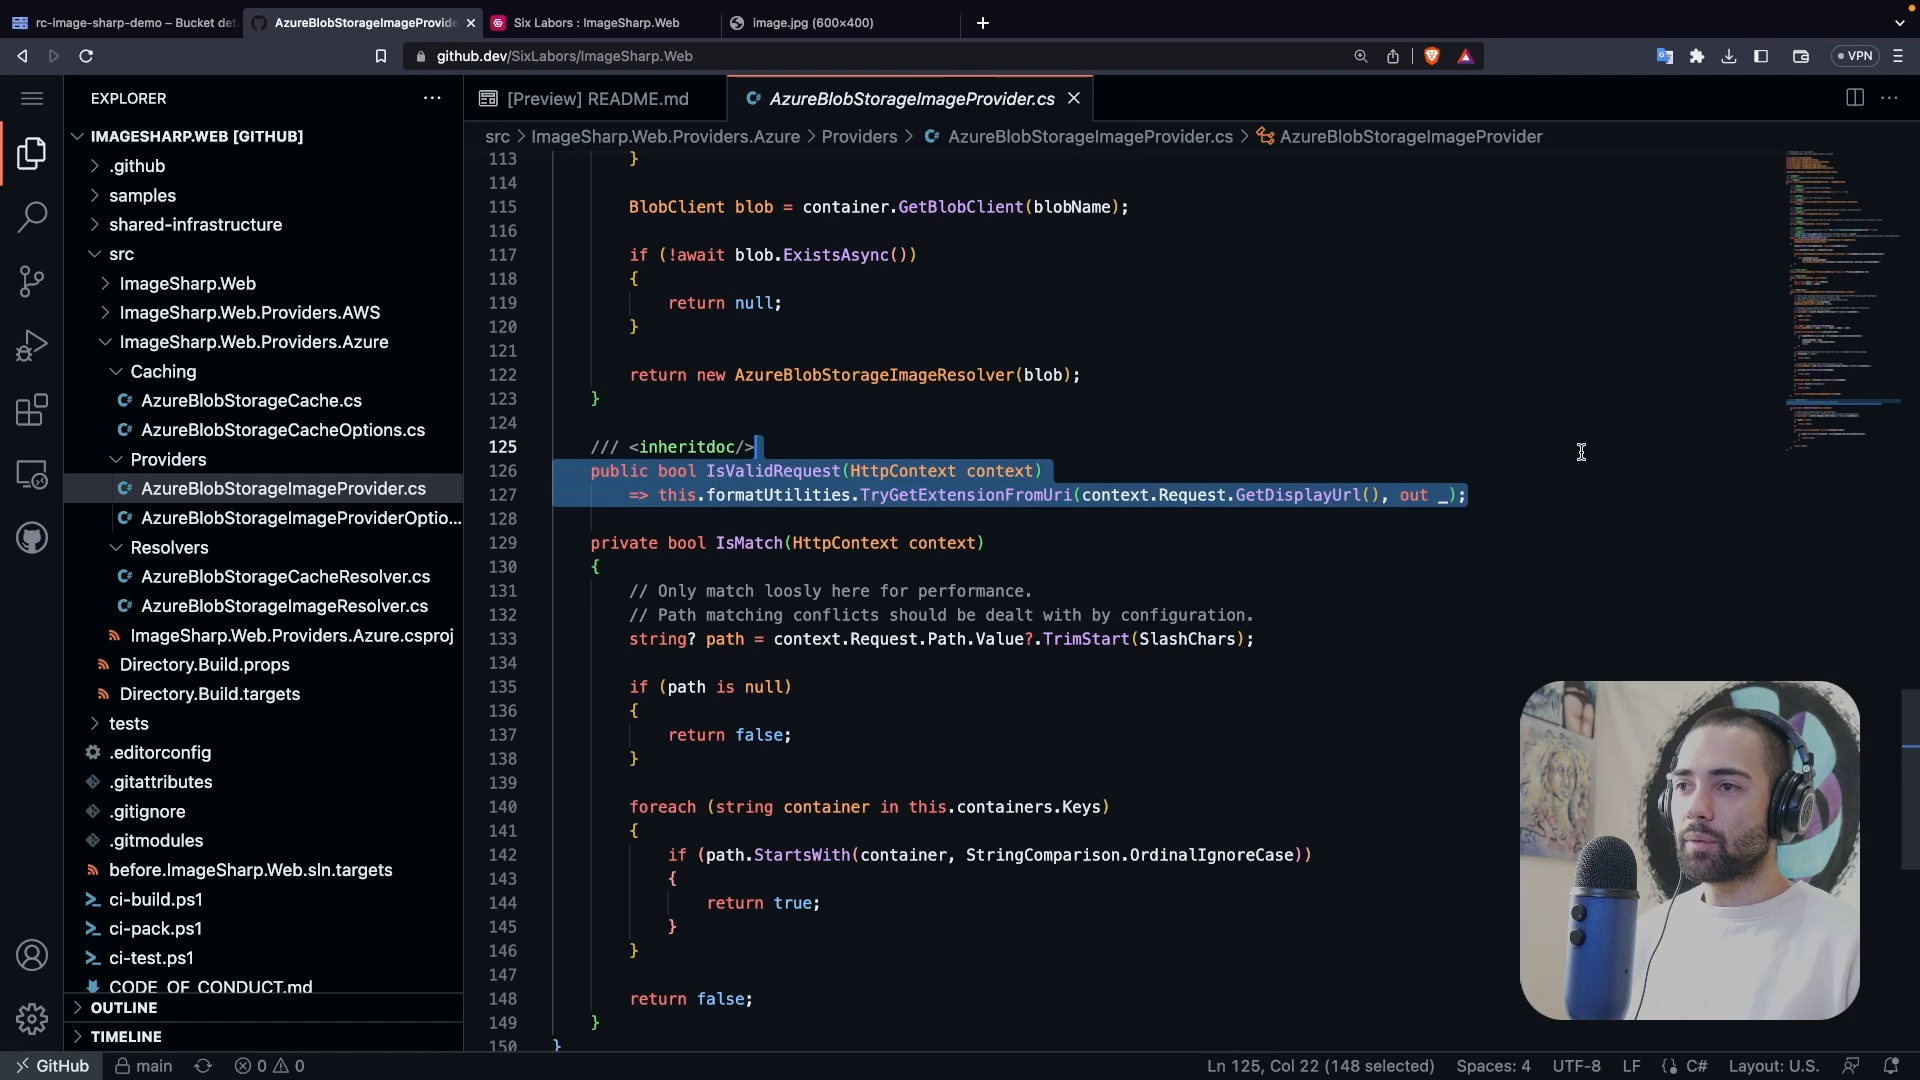 rc-image-sharp-demo – Bucket det
AzureBlobStorageImageProvide
Six Labors : ImageSharp.Web
image.jpg (600×400)
github.dev/SixLabors/ImageSharp.Web
VPN
EXPLORER
IMAGESHARP.WEB [GITHUB]
.github
samples
shared-infrastructure
src
ImageSharp.Web
ImageSharp.Web.Providers.AWS
ImageSharp.Web.Providers.Azure
Caching
AzureBlobStorageCache.cs
AzureBlobStorageCacheOptions.cs
Providers
AzureBlobStorageImageProvider.cs
AzureBlobStorageImageProviderOptio...
Resolvers
AzureBlobStorageCacheResolver.cs
AzureBlobStorageImageResolver.cs
ImageSharp.Web.Providers.Azure.csproj
Directory.Build.props
Directory.Build.targets
tests
.editorconfig
.gitattributes
.gitignore
.gitmodules
before.ImageSharp.Web.sln.targets
ci-build.ps1
ci-pack.ps1
ci-test.ps1
CODE_OF_CONDUCT.md
OUTLINE
TIMELINE
[Preview] README.md
AzureBlobStorageImageProvider.cs
src > ImageSharp.Web.Providers.Azure > Providers > AzureBlobStorageImageProvider.cs > AzureBlobStorageImageProvider
113 }
114
115 BlobClient blob = container.GetBlobClient(blobName);
116
117 if (!await blob.ExistsAsync())
118 {
119 return null;
120 }
121
122 return new AzureBlobStorageImageResolver(blob);
123 }
124
125 /// <inheritdoc/>
126 public bool IsValidRequest(HttpContext context)
127 => this.formatUtilities.TryGetExtensionFromUri(context.Request.GetDisplayUrl(), out _);
128
129 private bool IsMatch(HttpContext context)
130 {
131 // Only match loosly here for performance.
132 // Path matching conflicts should be dealt with by configuration.
133 string? path = context.Request.Path.Value?.TrimStart(SlashChars);
134
135 if (path is null)
136 {
137 return false;
138 }
139
140 foreach (string container in this.containers.Keys)
141 {
142 if (path.StartsWith(container, StringComparison.OrdinalIgnoreCase))
143 {
144 return true;
145 }
146 }
147
148 return false;
149 }
150 }
GitHub main 0 0 Ln 125, Col 22 (148 selected) Spaces: 4 UTF-8 LF C# Layout: U.S.